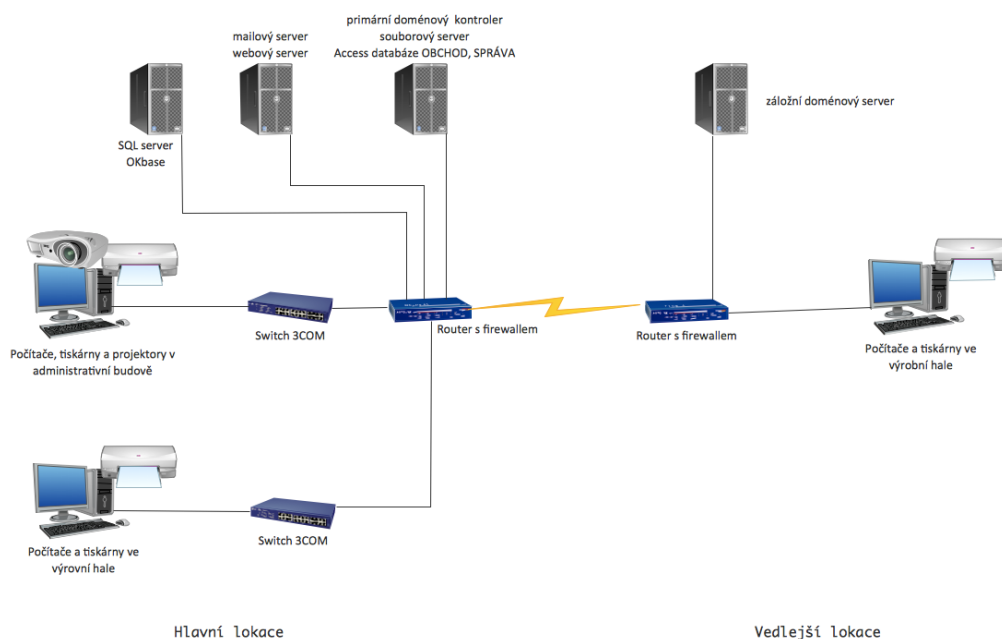 primární doménový kontroler
souborový server
Access databáze OBCHOD, SPRÁVA
mailový server
webový server
záložní doménový server
SQL server
OKbase
Switch 3COM
Router s firewallem
Router s firewallem
Počítače, tiskárny a projektory v
administrativní budově
Počítače a tiskárny ve
výrobní hale
Switch 3COM
Počítače a tiskárny ve
výrovní hale
Hlavní lokace
Vedlejší lokace